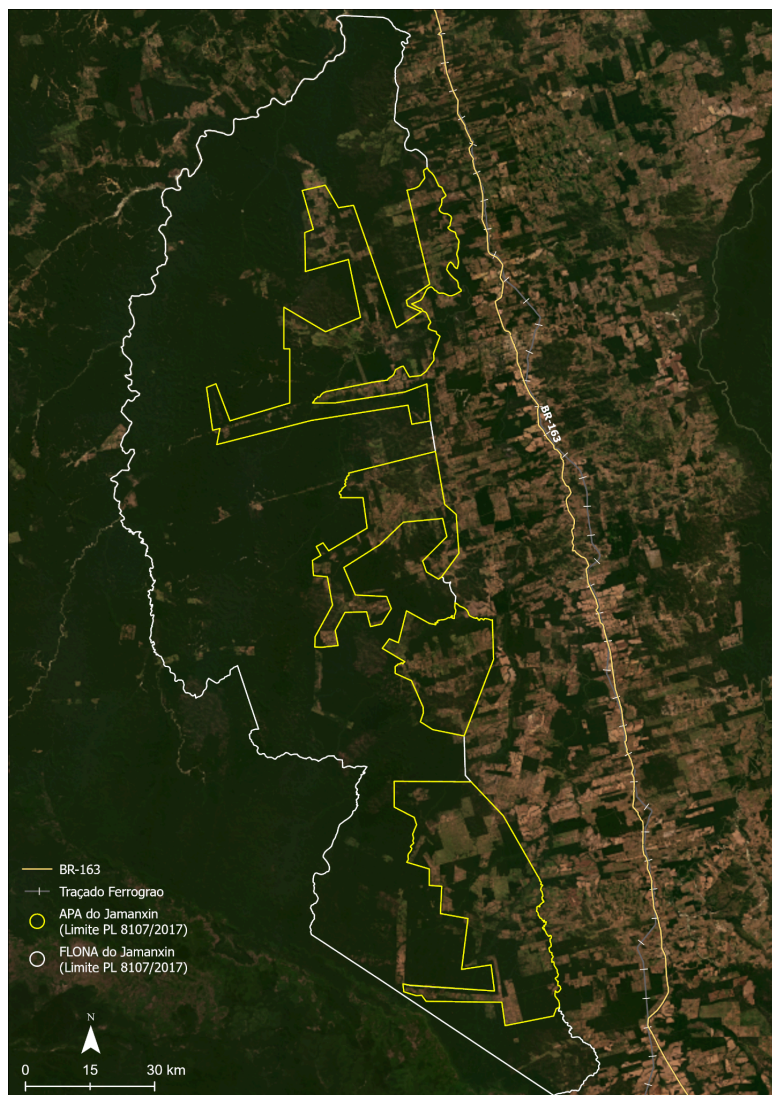 BR-163
BR-163
Traçado Ferrograo
APA do Jamanxin
(Limite PL 8107/2017)
FLONA do Jamanxin
(Limite PL 8107/2017)
N
0 15 30 km